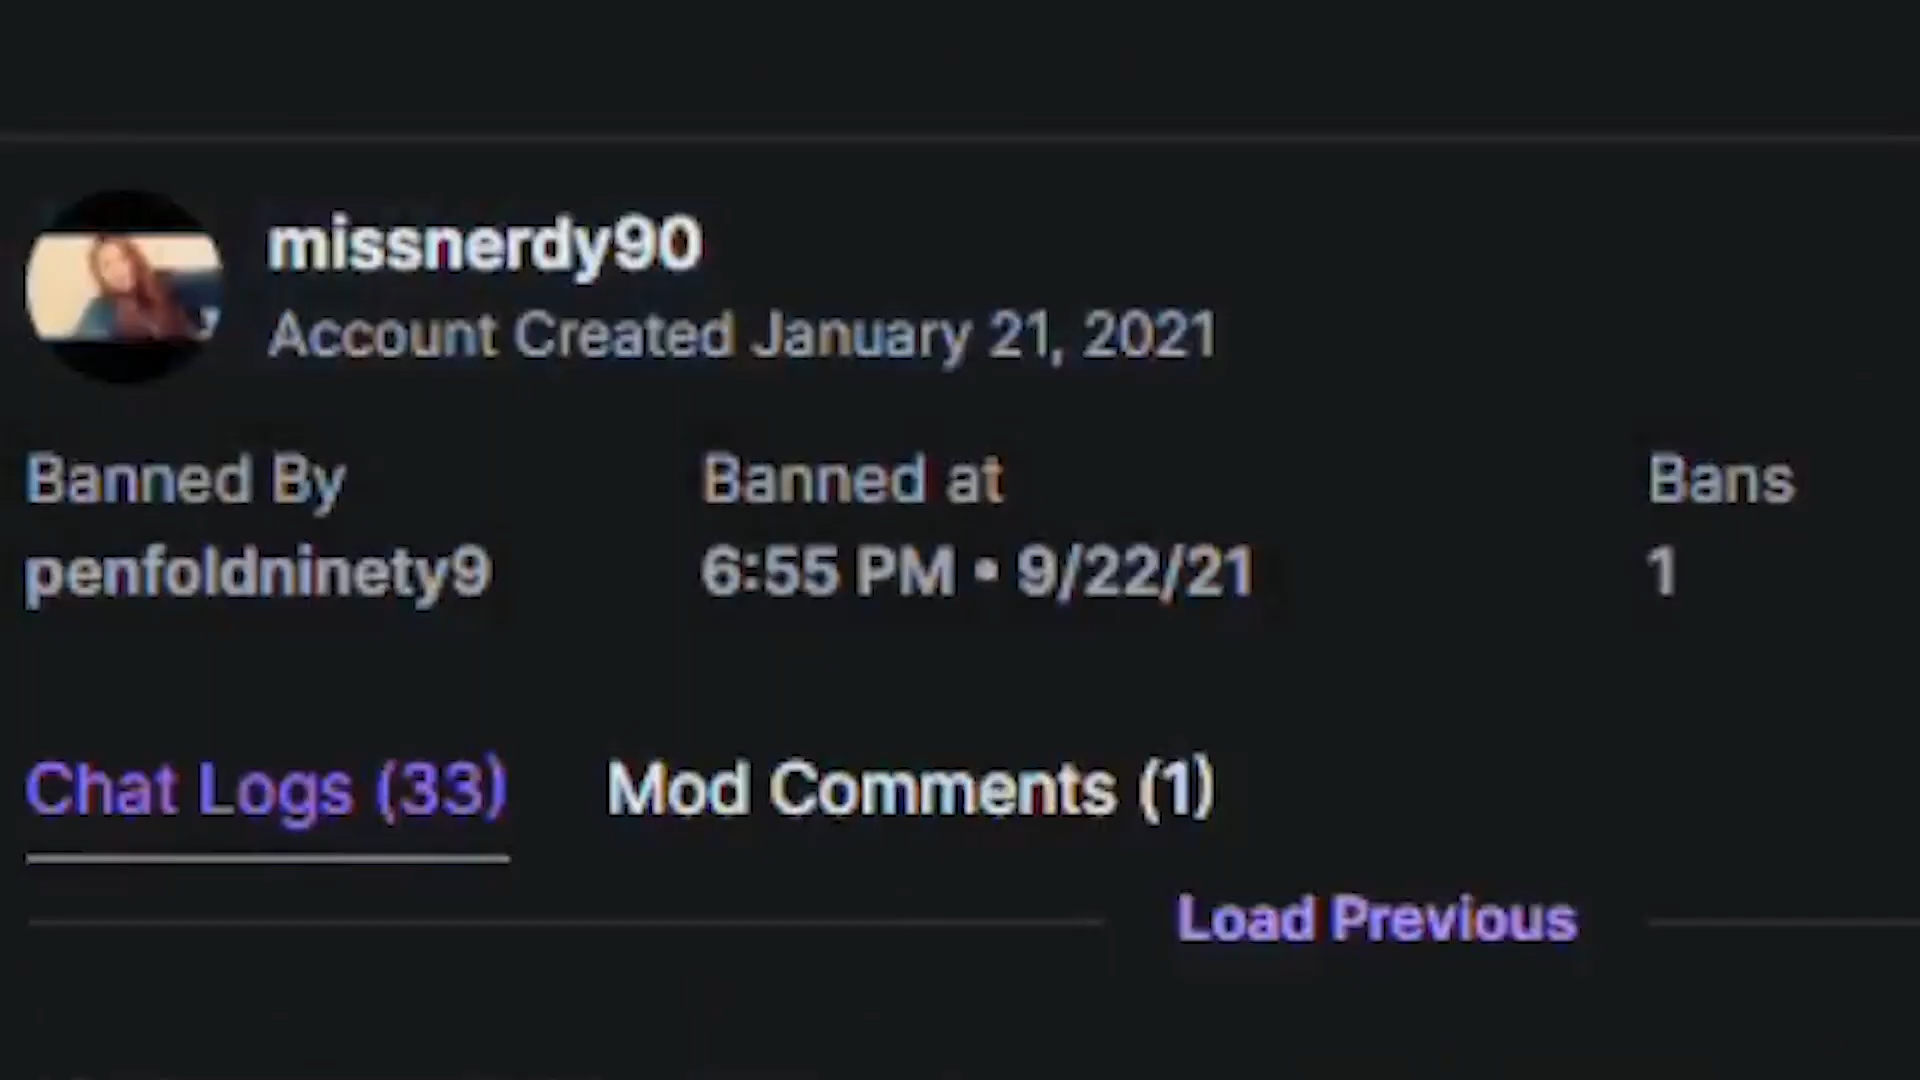 missnerdy90
Account Created January 21, 2021
Banned By
penfoldninety9
Banned at
6:55 PM • 9/22/21
Bans
1
Chat Logs (33)
Mod Comments (1)
Load Previous